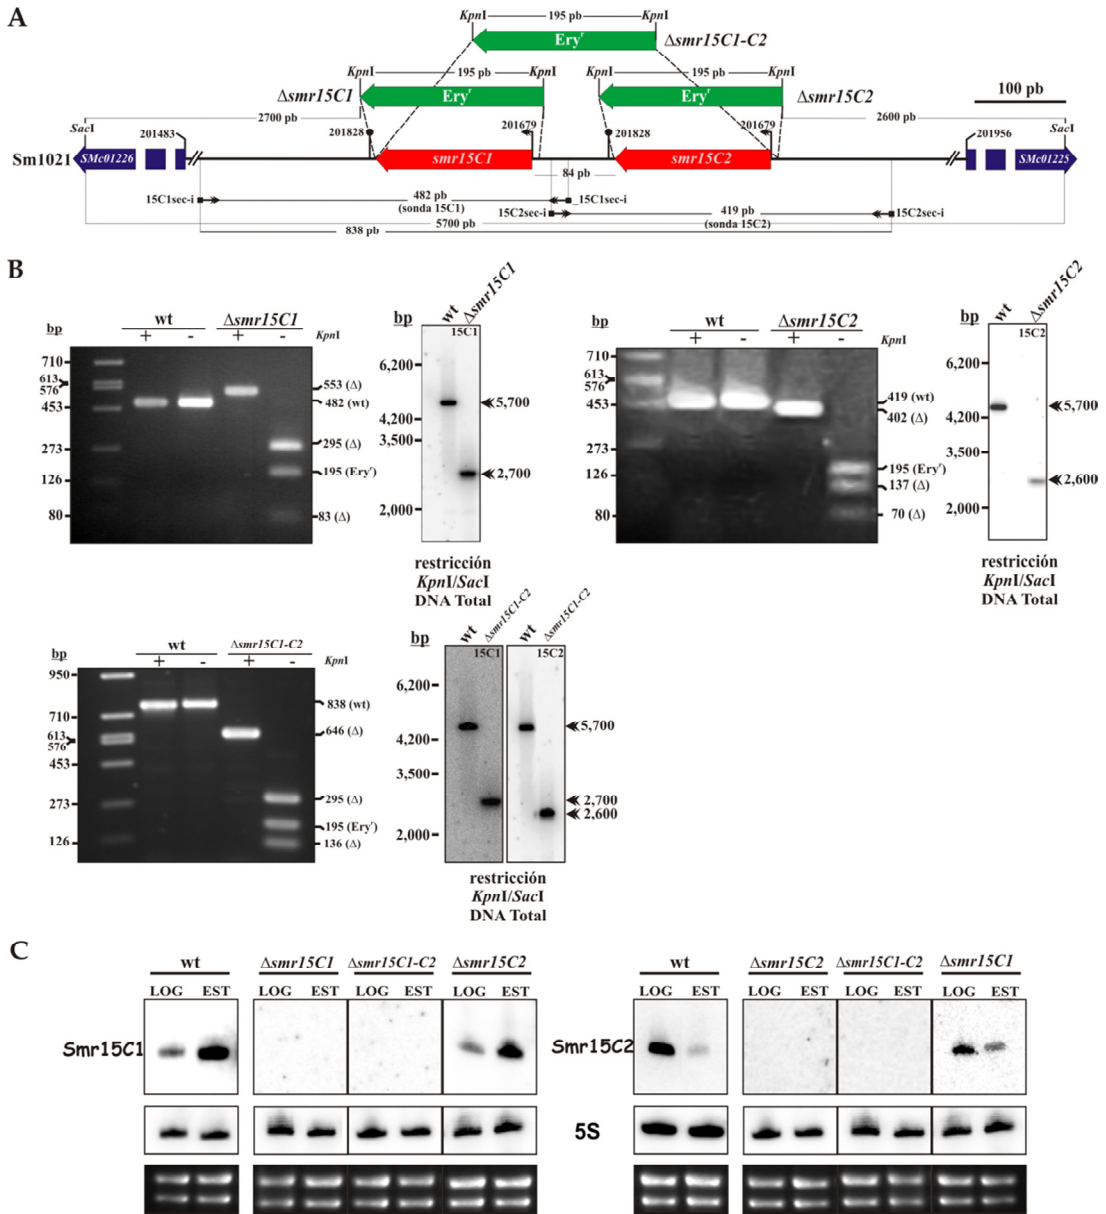 A
KpnI 195 pb KpnI
Eryr Δsmr15C1-C2
KpnI 195 pb KpnI KpnI 195 pb KpnI
Δsmr15C1 Eryr Eryr Δsmr15C2
100 pb
2700 pb 2600 pb
SacI 201483 201828 201679 201828 201679 201956 SacI
Sm1021 SMc01226 smr15C1 smr15C2 SMc01225
84 pb
15C1sec-i 482 pb 15C1sec-i
(sonda 15C1) 15C2sec-i 419 pb 15C2sec-i
5700 pb (sonda 15C2)
838 pb
B
bp wt Δsmr15C1
+ - + - KpnI
710
613
576
453
273
126
80
553 (Δ)
482 (wt)
295 (Δ)
195 (Eryr)
83 (Δ)
bp wt Δsmr15C1
15C1
6,200
4,200
3,500
2,000
5,700
2,700
restricción
KpnI/SacI
DNA Total
bp wt Δsmr15C2
+ - + - KpnI
710
613
576
453
273
126
80
419 (wt)
402 (Δ)
195 (Eryr)
137 (Δ)
70 (Δ)
bp wt Δsmr15C2
15C2
6,200
4,200
3,500
2,000
5,700
2,600
restricción
KpnI/SacI
DNA Total
bp wt Δsmr15C1-C2
+ - + - KpnI
950
710
613
576
453
273
126
838 (wt)
646 (Δ)
295 (Δ)
195 (Eryr)
136 (Δ)
bp wt Δsmr15C1-C2 wt Δsmr15C1-C2
15C1 15C2
6,200
4,200
3,500
2,000
5,700
2,700
2,600
restricción
KpnI/SacI
DNA Total
C
wt Δsmr15C1 Δsmr15C1-C2 Δsmr15C2
LOG EST LOG EST LOG EST LOG EST
Smr15C1
wt Δsmr15C2 Δsmr15C1-C2 Δsmr15C1
LOG EST LOG EST LOG EST LOG EST
Smr15C2
5S